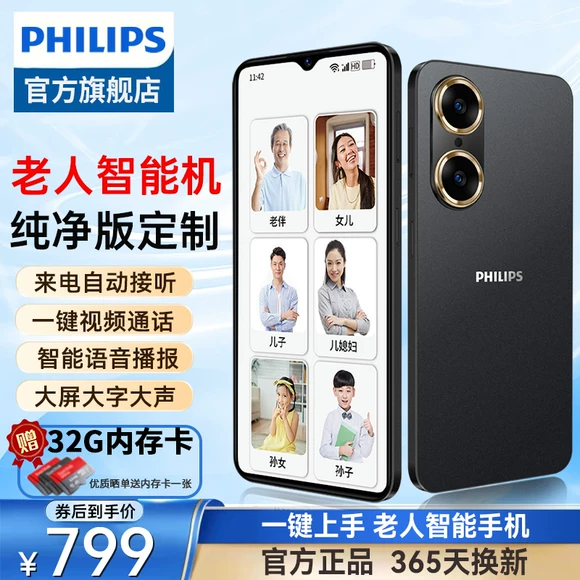 PHILIPS
官方旗舰店
老人智能机
纯净版定制
来电自动接听
一键视频通话
智能语音播报
大屏大字大声
赠
32G内存卡
优质晒单送内存卡一张
券后到手价
￥799
11:42
HD
老伴
女儿
儿子
儿媳妇
孙女
孙子
PHILIPS
一键上手 老人智能手机
官方正品 365天换新